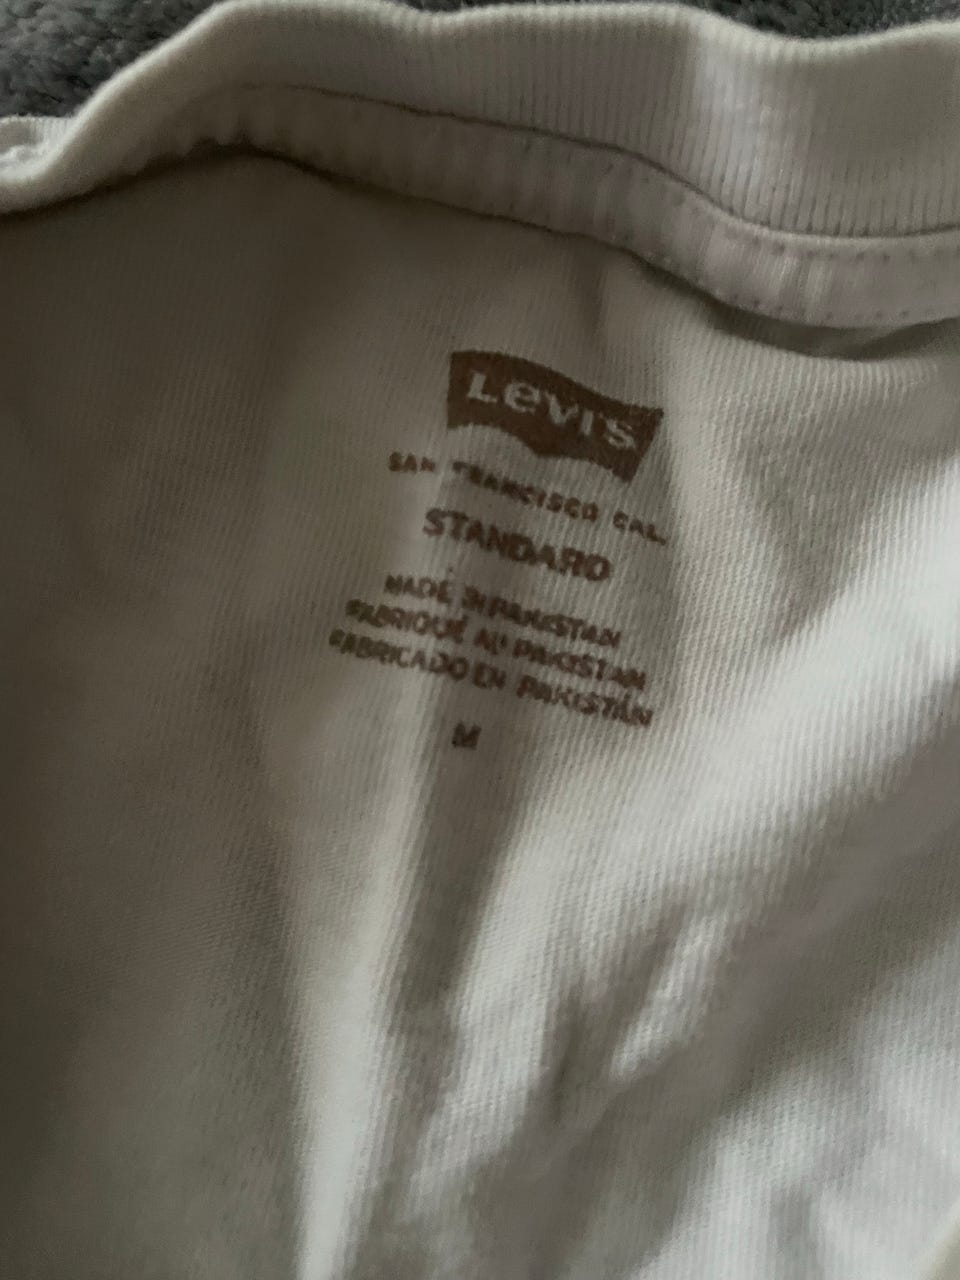 Levi's
SAN FRANCISCO CAL.
STANDARD
MADE IN PAKISTAN
FABRIQUÉ AU PAKISTAN
FABRICADO EN PAKISTÁN
M